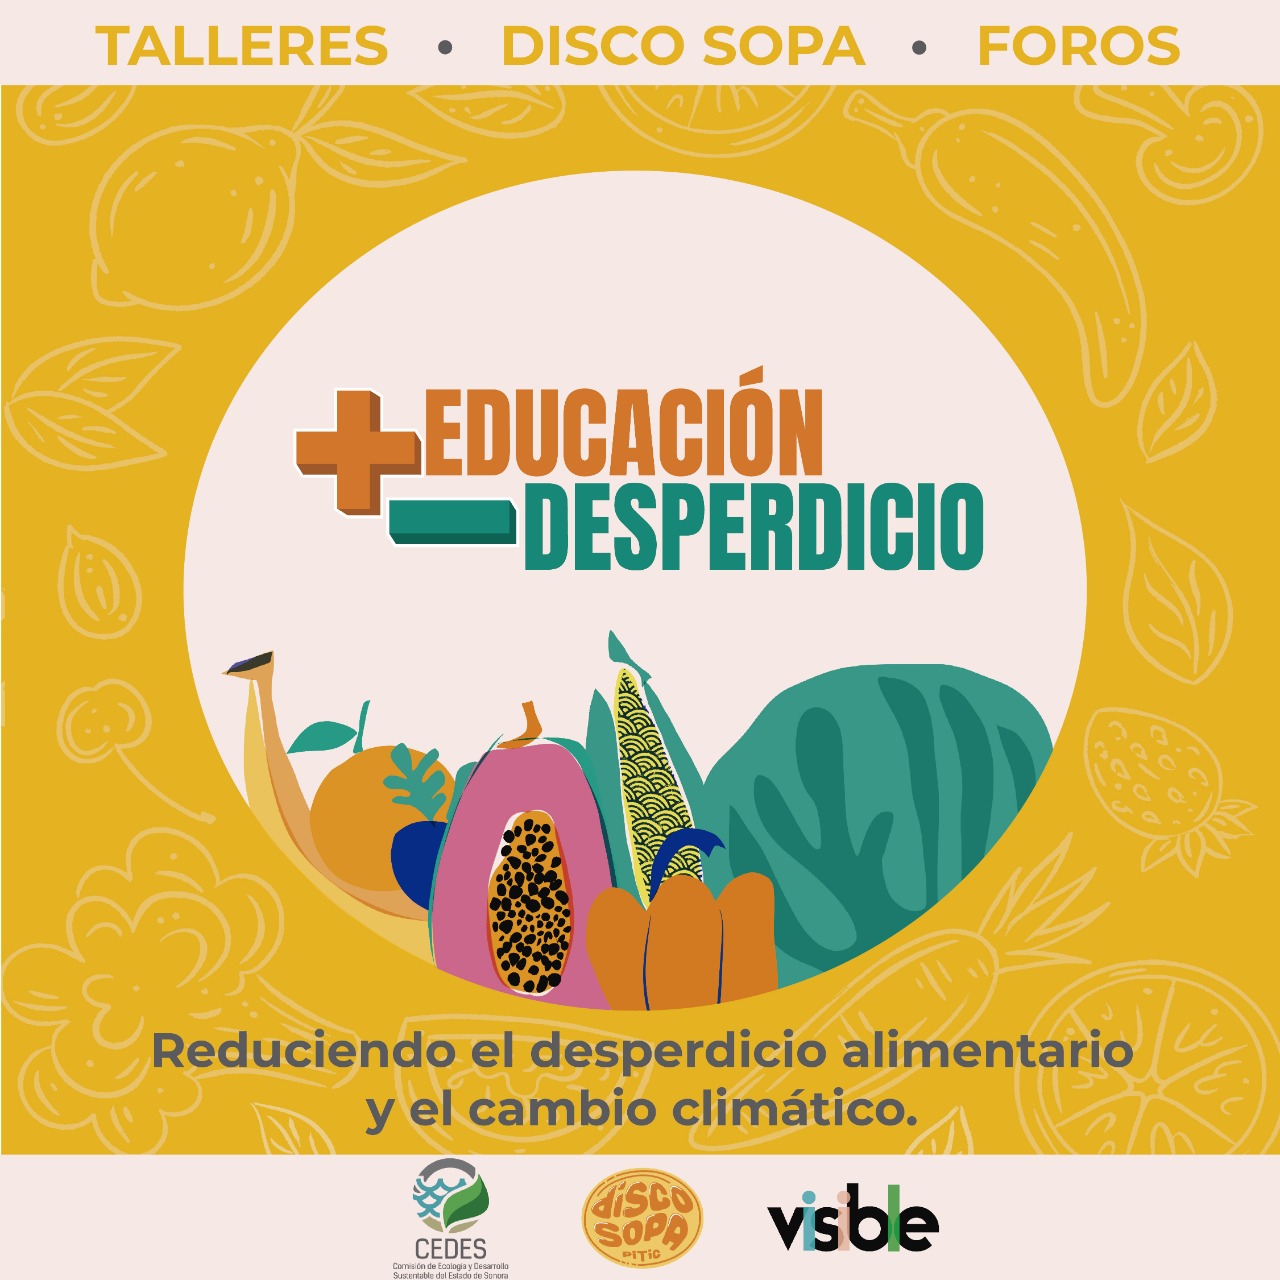 TALLERES • DISCO SOPA • FOROS
+EDUCACIÓN
-DESPERDICIO
Reduciendo el desperdicio alimentario
y el cambio climático.
CEDES
Comisión de Ecología y Desarrollo
Sustentable del Estado de Sonora
disco
SOPA
PITIC
visible